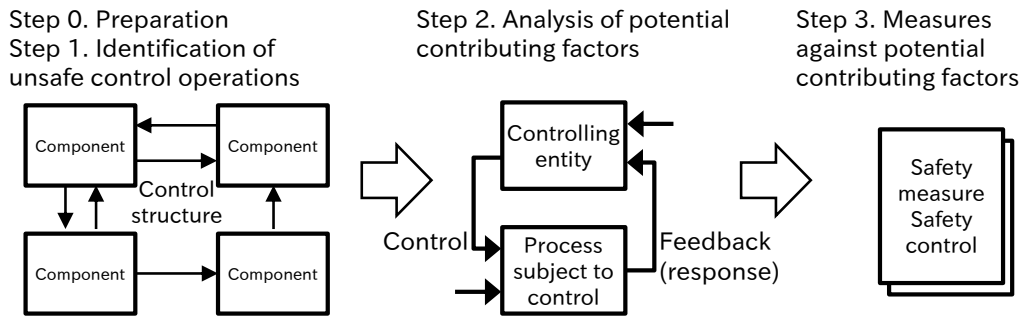 Step 0. Preparation
Step 1. Identification of
unsafe control operations
Component
Component
Control
structure
Component
Component
Step 2. Analysis of potential
contributing factors
Controlling
entity
Control
Process
subject to
control
Feedback
(response)
Step 3. Measures
against potential
contributing factors
Safety
measure
Safety
control